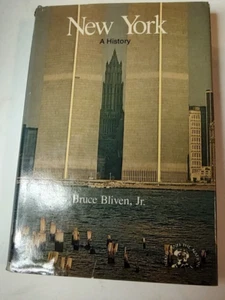 New York
A History
Bruce Bliven, Jr.